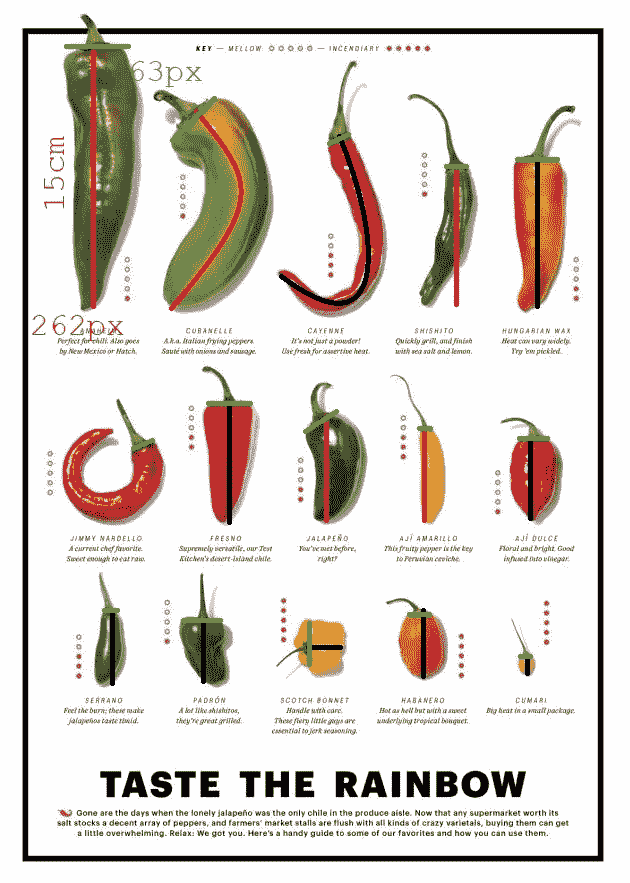 KEY — MELLOW — INCENDIARY
63px
15cm
262px
ANAHEIM
Perfect for chili. Also goes
by New Mexico or Hatch.
CUBANELLE
A.k.a. Italian frying peppers.
Sauté with onions and sausage.
CAYENNE
It's not just a powder!
Use fresh for assertive heat.
SHISHITO
Quickly grill, and finish
with sea salt and lemon.
HUNGARIAN WAX
Heat can vary widely.
Try 'em pickled.
JIMMY NARDELLO
A current chef favorite.
Sweet enough to eat raw.
FRESNO
Supremely versatile, our Test
Kitchen's desert-island chile.
JALAPEÑO
You've met before,
right?
AJÍ AMARILLO
This fruity pepper is the key
to Peruvian ceviche.
AJÍ DULCE
Floral and bright. Good
infused into vinegar.
SERRANO
Feel the burn; these make
jalapeños taste timid.
PADRÓN
A lot like shishitos,
they're great grilled.
SCOTCH BONNET
Handle with care.
These fiery little guys are
essential to jerk seasoning.
HABANERO
Hot as hell but with a sweet
underlying tropical bouquet.
CUMARI
Big heat in a small package.
TASTE THE RAINBOW
Gone are the days when the lonely jalapeño was the only chile in the produce aisle. Now that any supermarket worth its
salt stocks a decent array of peppers, and farmers' market stalls are flush with all kinds of crazy varietals, buying them can get
a little overwhelming. Relax: We got you. Here's a handy guide to some of our favorites and how you can use them.